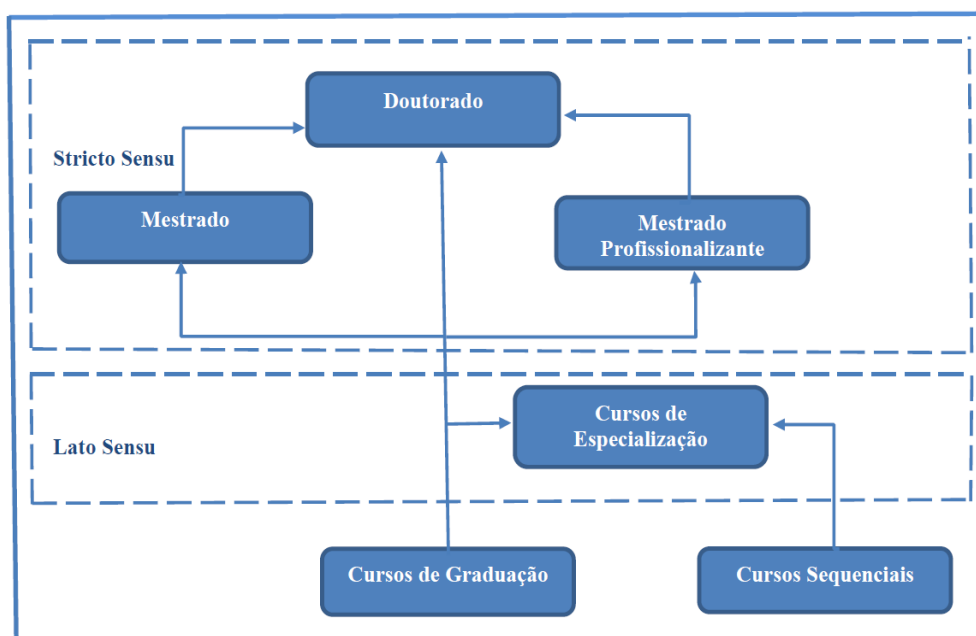 Doutorado
Stricto Sensu
Mestrado
Mestrado
Profissionalizante
Cursos de
Especialização
Lato Sensu
Cursos de Graduação
Cursos Sequenciais